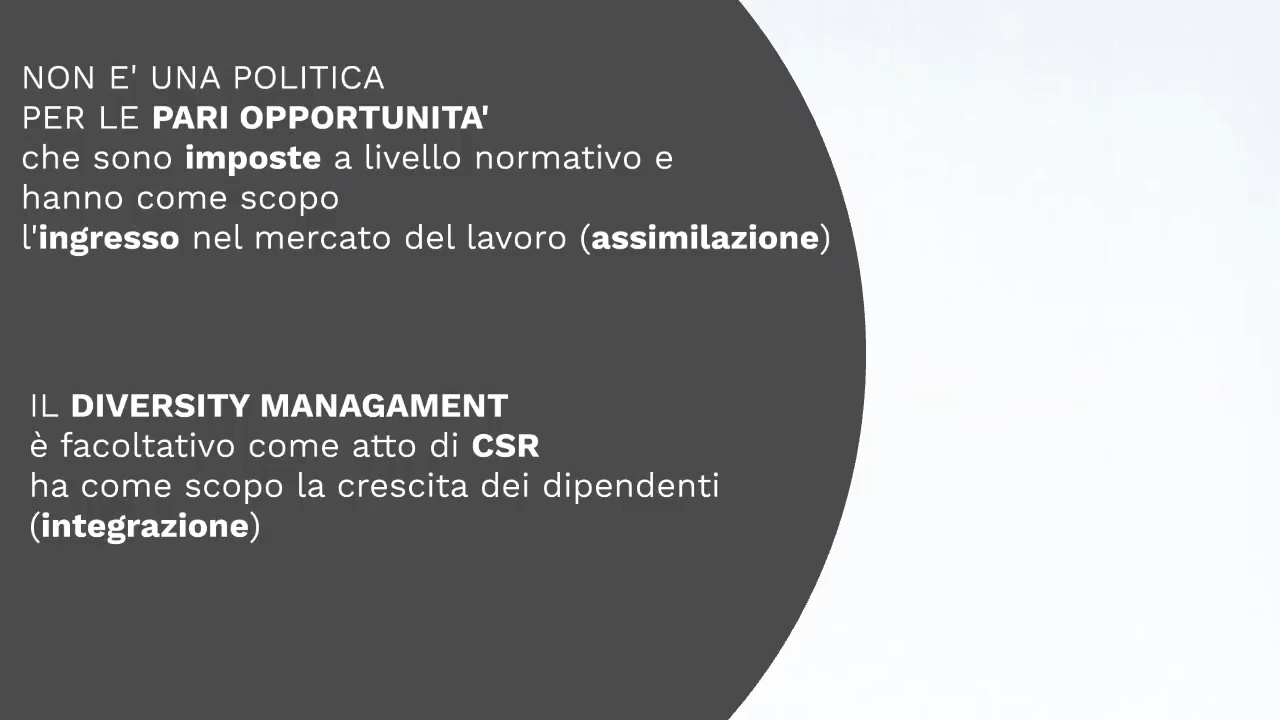 NON E' UNA POLITICA
PER LE PARI OPPORTUNITA'
che sono imposte a livello normativo e
hanno come scopo
l'ingresso nel mercato del lavoro (assimilazione)
IL DIVERSITY MANAGAMENT
è facoltativo come atto di CSR
ha come scopo la crescita dei dipendenti
(integrazione)